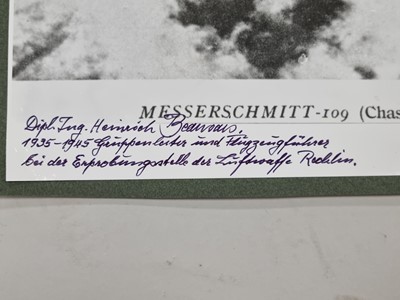 MESSERSCHMITT-109 (Chas
Dipl. Ing. Heinrich Beauvais.
1935-1945 Gruppenleiter und Flugzeugführer
bei der Erprobungsstelle der Luftwaffe Rechlin.